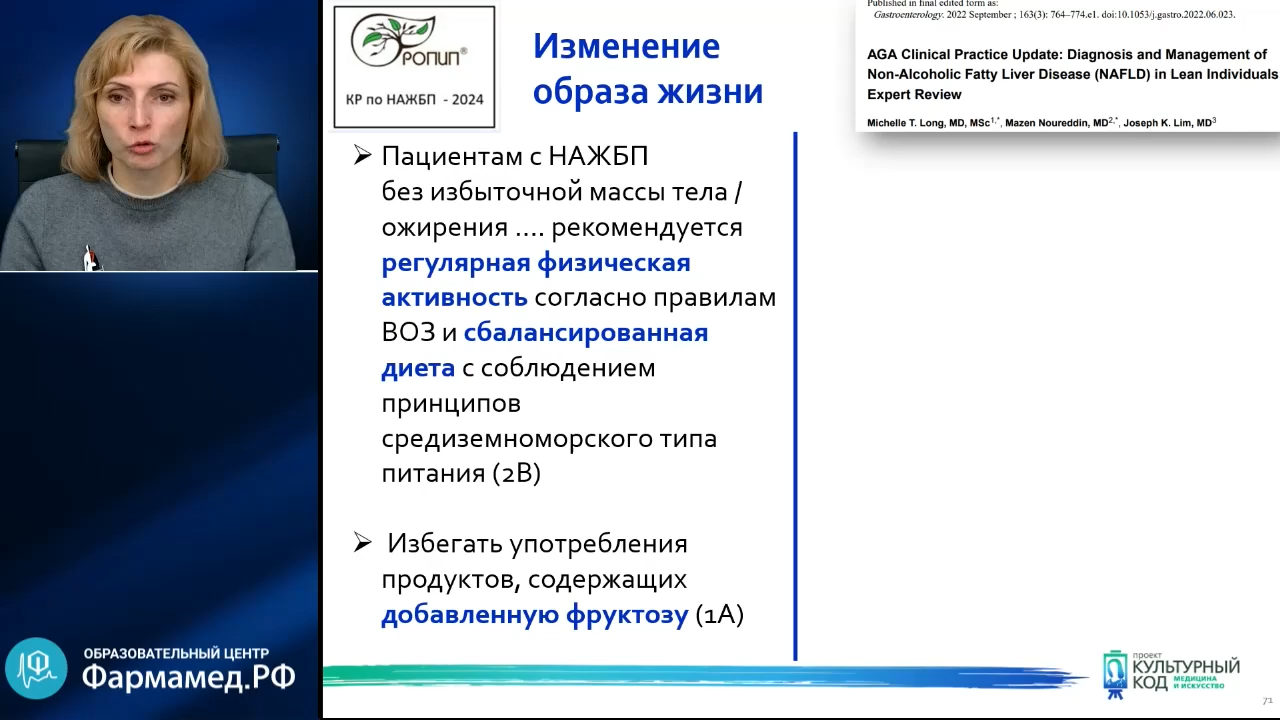 РОПИП®
КР по НАЖБП - 2024
Изменение
образа жизни
Published in final edited form as:
Gastroenterology. 2022 September ; 163(3): 764–774.e1. doi:10.1053/j.gastro.2022.06.023.
AGA Clinical Practice Update: Diagnosis and Management of
Non-Alcoholic Fatty Liver Disease (NAFLD) in Lean Individuals
Expert Review
Michelle T. Long, MD, MSc1,*, Mazen Noureddin, MD2,*, Joseph K. Lim, MD3
➢ Пациентам с НАЖБП
без избыточной массы тела /
ожирения .... рекомендуется
регулярная физическая
активность согласно правилам
ВОЗ и сбалансированная
диета с соблюдением
принципов
средиземноморского типа
питания (2B)
➢ Избегать употребления
продуктов, содержащих
добавленную фруктозу (1A)
ОБРАЗОВАТЕЛЬНЫЙ ЦЕНТР
Фармамед.РФ
проект
КУЛЬТУРНЫЙ
КОД МЕДИЦИНА
И ИСКУССТВО
71